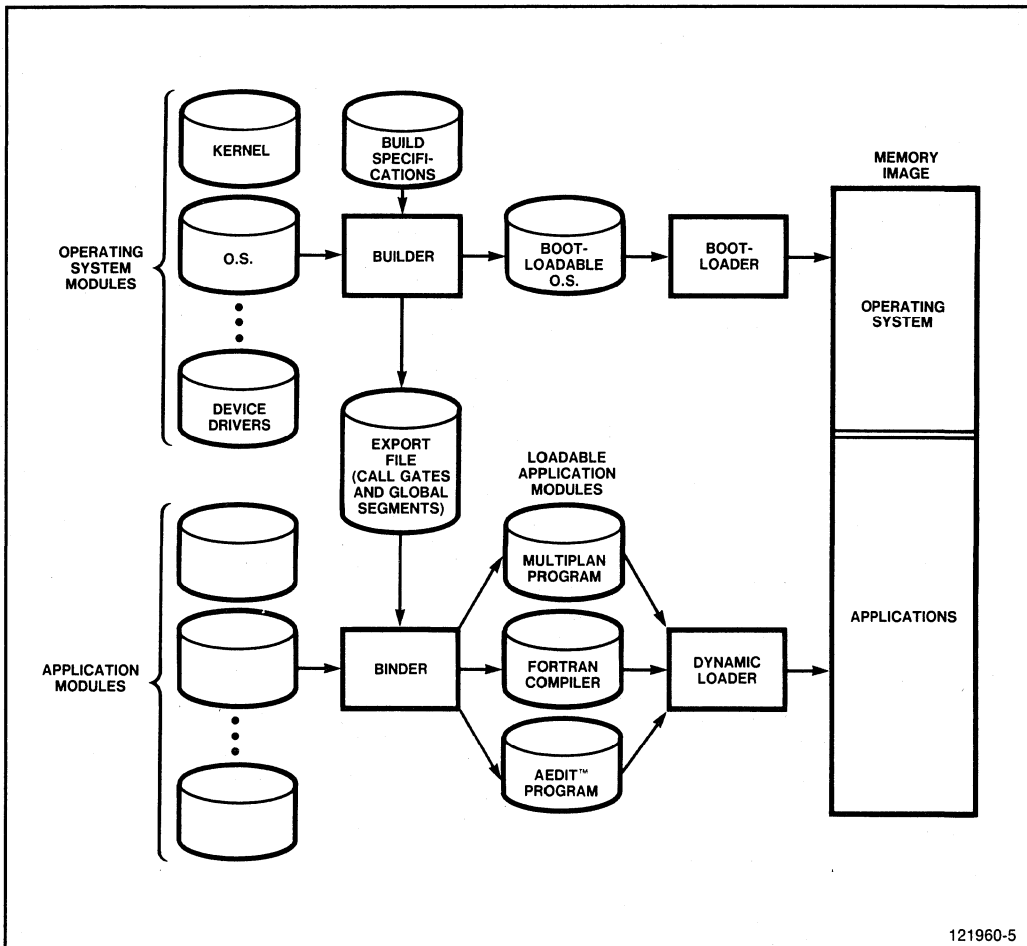 KERNEL
BUILD
SPECIFI-
CATIONS
MEMORY
IMAGE
OPERATING
SYSTEM
MODULES
O.S.
BUILDER
BOOT-
LOADABLE
O.S.
BOOT-
LOADER
OPERATING
SYSTEM
DEVICE
DRIVERS
EXPORT
FILE
(CALL GATES
AND GLOBAL
SEGMENTS)
LOADABLE
APPLICATION
MODULES
MULTIPLAN
PROGRAM
APPLICATION
MODULES
BINDER
FORTRAN
COMPILER
DYNAMIC
LOADER
APPLICATIONS
AEDIT™
PROGRAM
121960-5